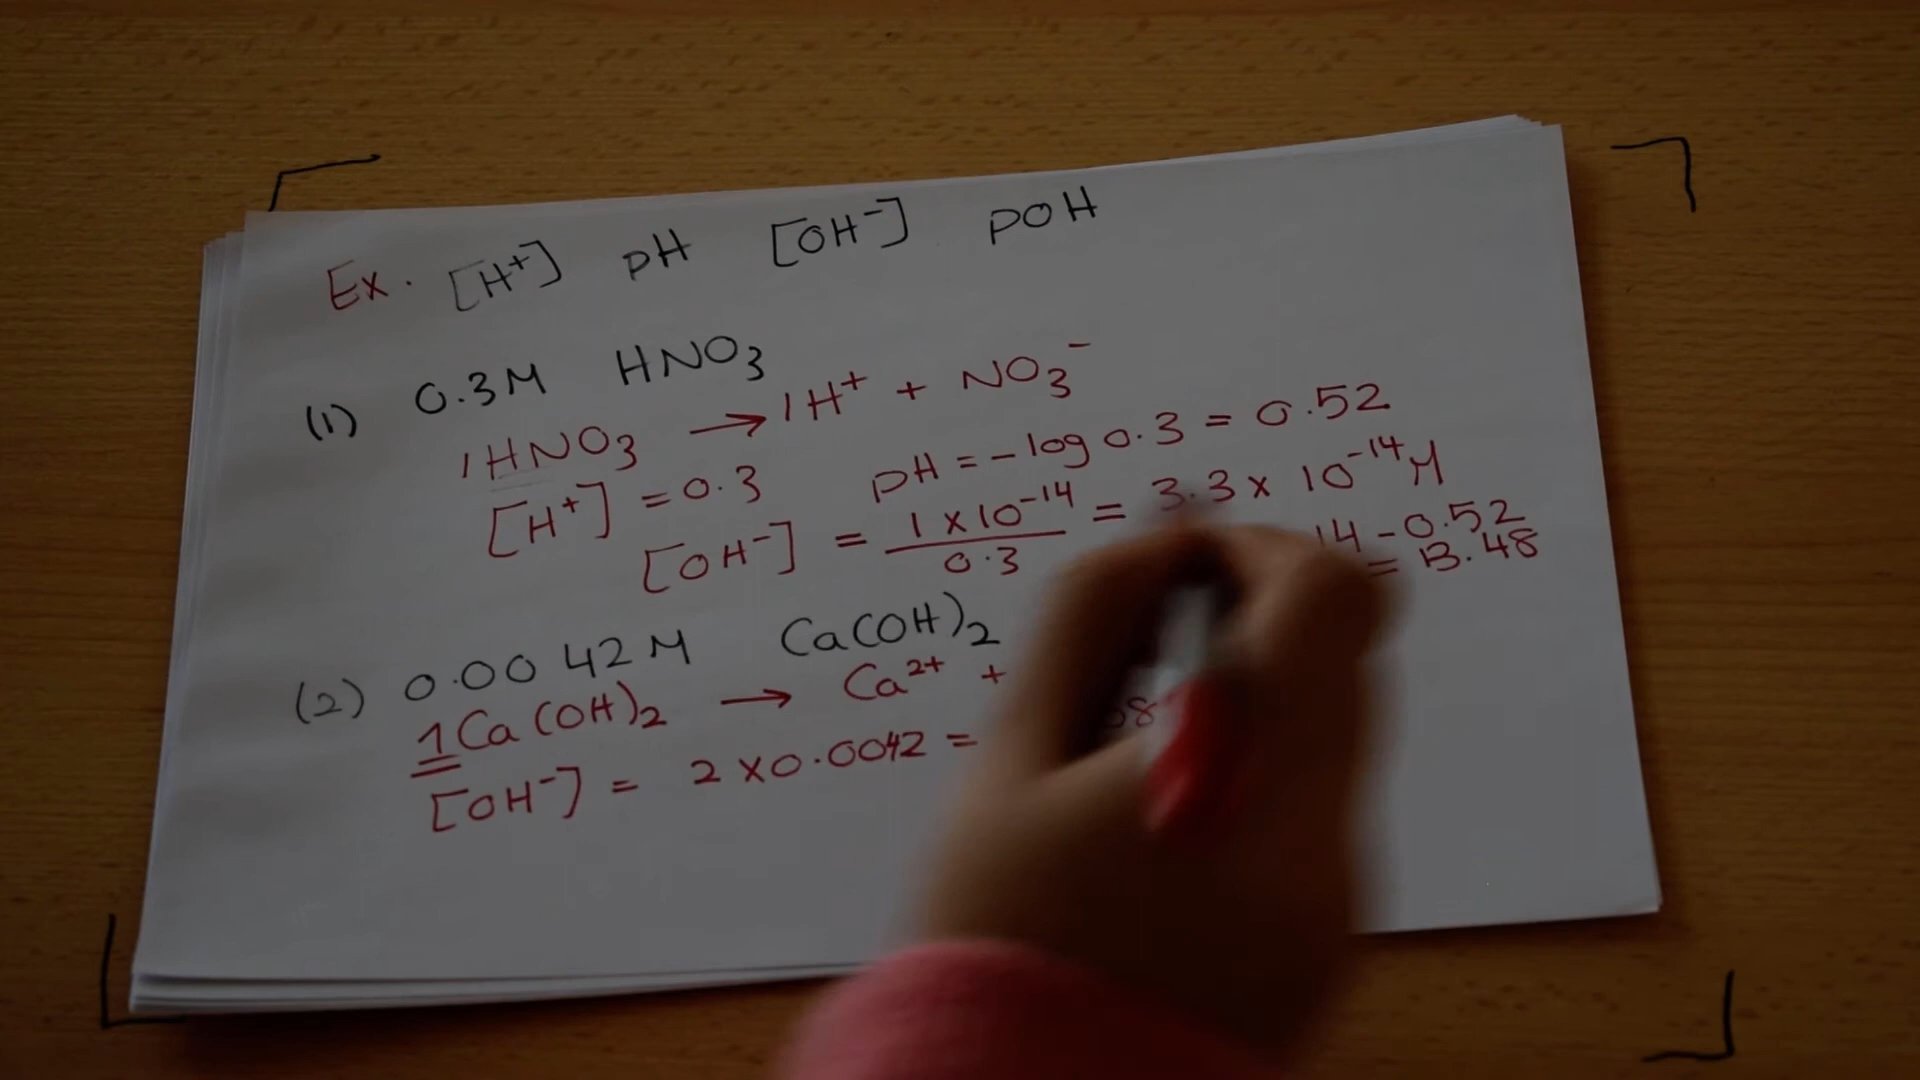 Ex. [H⁺] pH [OH⁻] pOH
(1) 0.3M HNO₃
1HNO₃ → 1H⁺ + NO₃⁻
[H⁺] = 0.3 pH = -log 0.3 = 0.52
[OH⁻] = 1 x 10⁻¹⁴ / 0.3 = 3.3 x 10⁻¹⁴ M
14 - 0.52
= 13.48
(2) 0.0042 M Ca(OH)₂
1Ca(OH)₂ → Ca²⁺ +
[OH⁻] = 2 x 0.0042 =